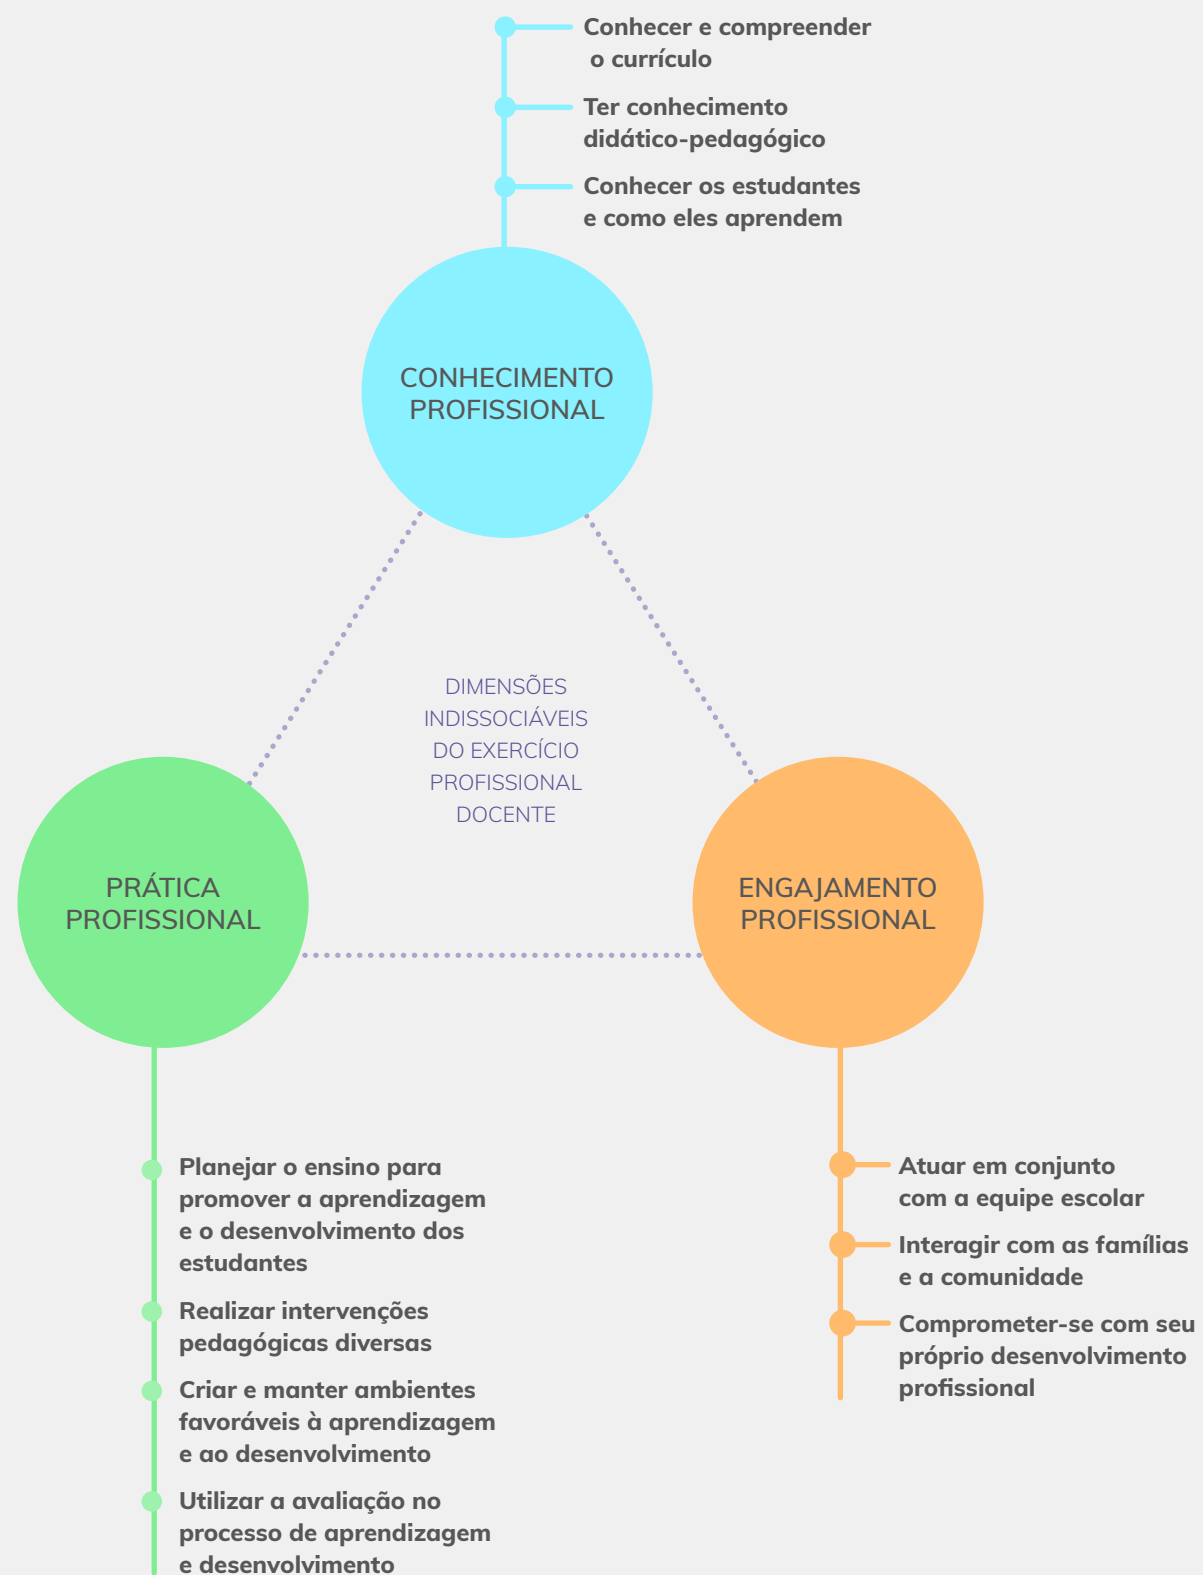 Conhecer e compreender
o currículo
Ter conhecimento
didático-pedagógico
Conhecer os estudantes
e como eles aprendem
CONHECIMENTO
PROFISSIONAL
DIMENSÕES
INDISSOCIÁVEIS
DO EXERCÍCIO
PROFISSIONAL
DOCENTE
PRÁTICA
PROFISSIONAL
ENGAJAMENTO
PROFISSIONAL
Planejar o ensino para
promover a aprendizagem
e o desenvolvimento dos
estudantes
Realizar intervenções
pedagógicas diversas
Criar e manter ambientes
favoráveis à aprendizagem
e ao desenvolvimento
Utilizar a avaliação no
processo de aprendizagem
e desenvolvimento
Atuar em conjunto
com a equipe escolar
Interagir com as famílias
e a comunidade
Comprometer-se com seu
próprio desenvolvimento
profissional